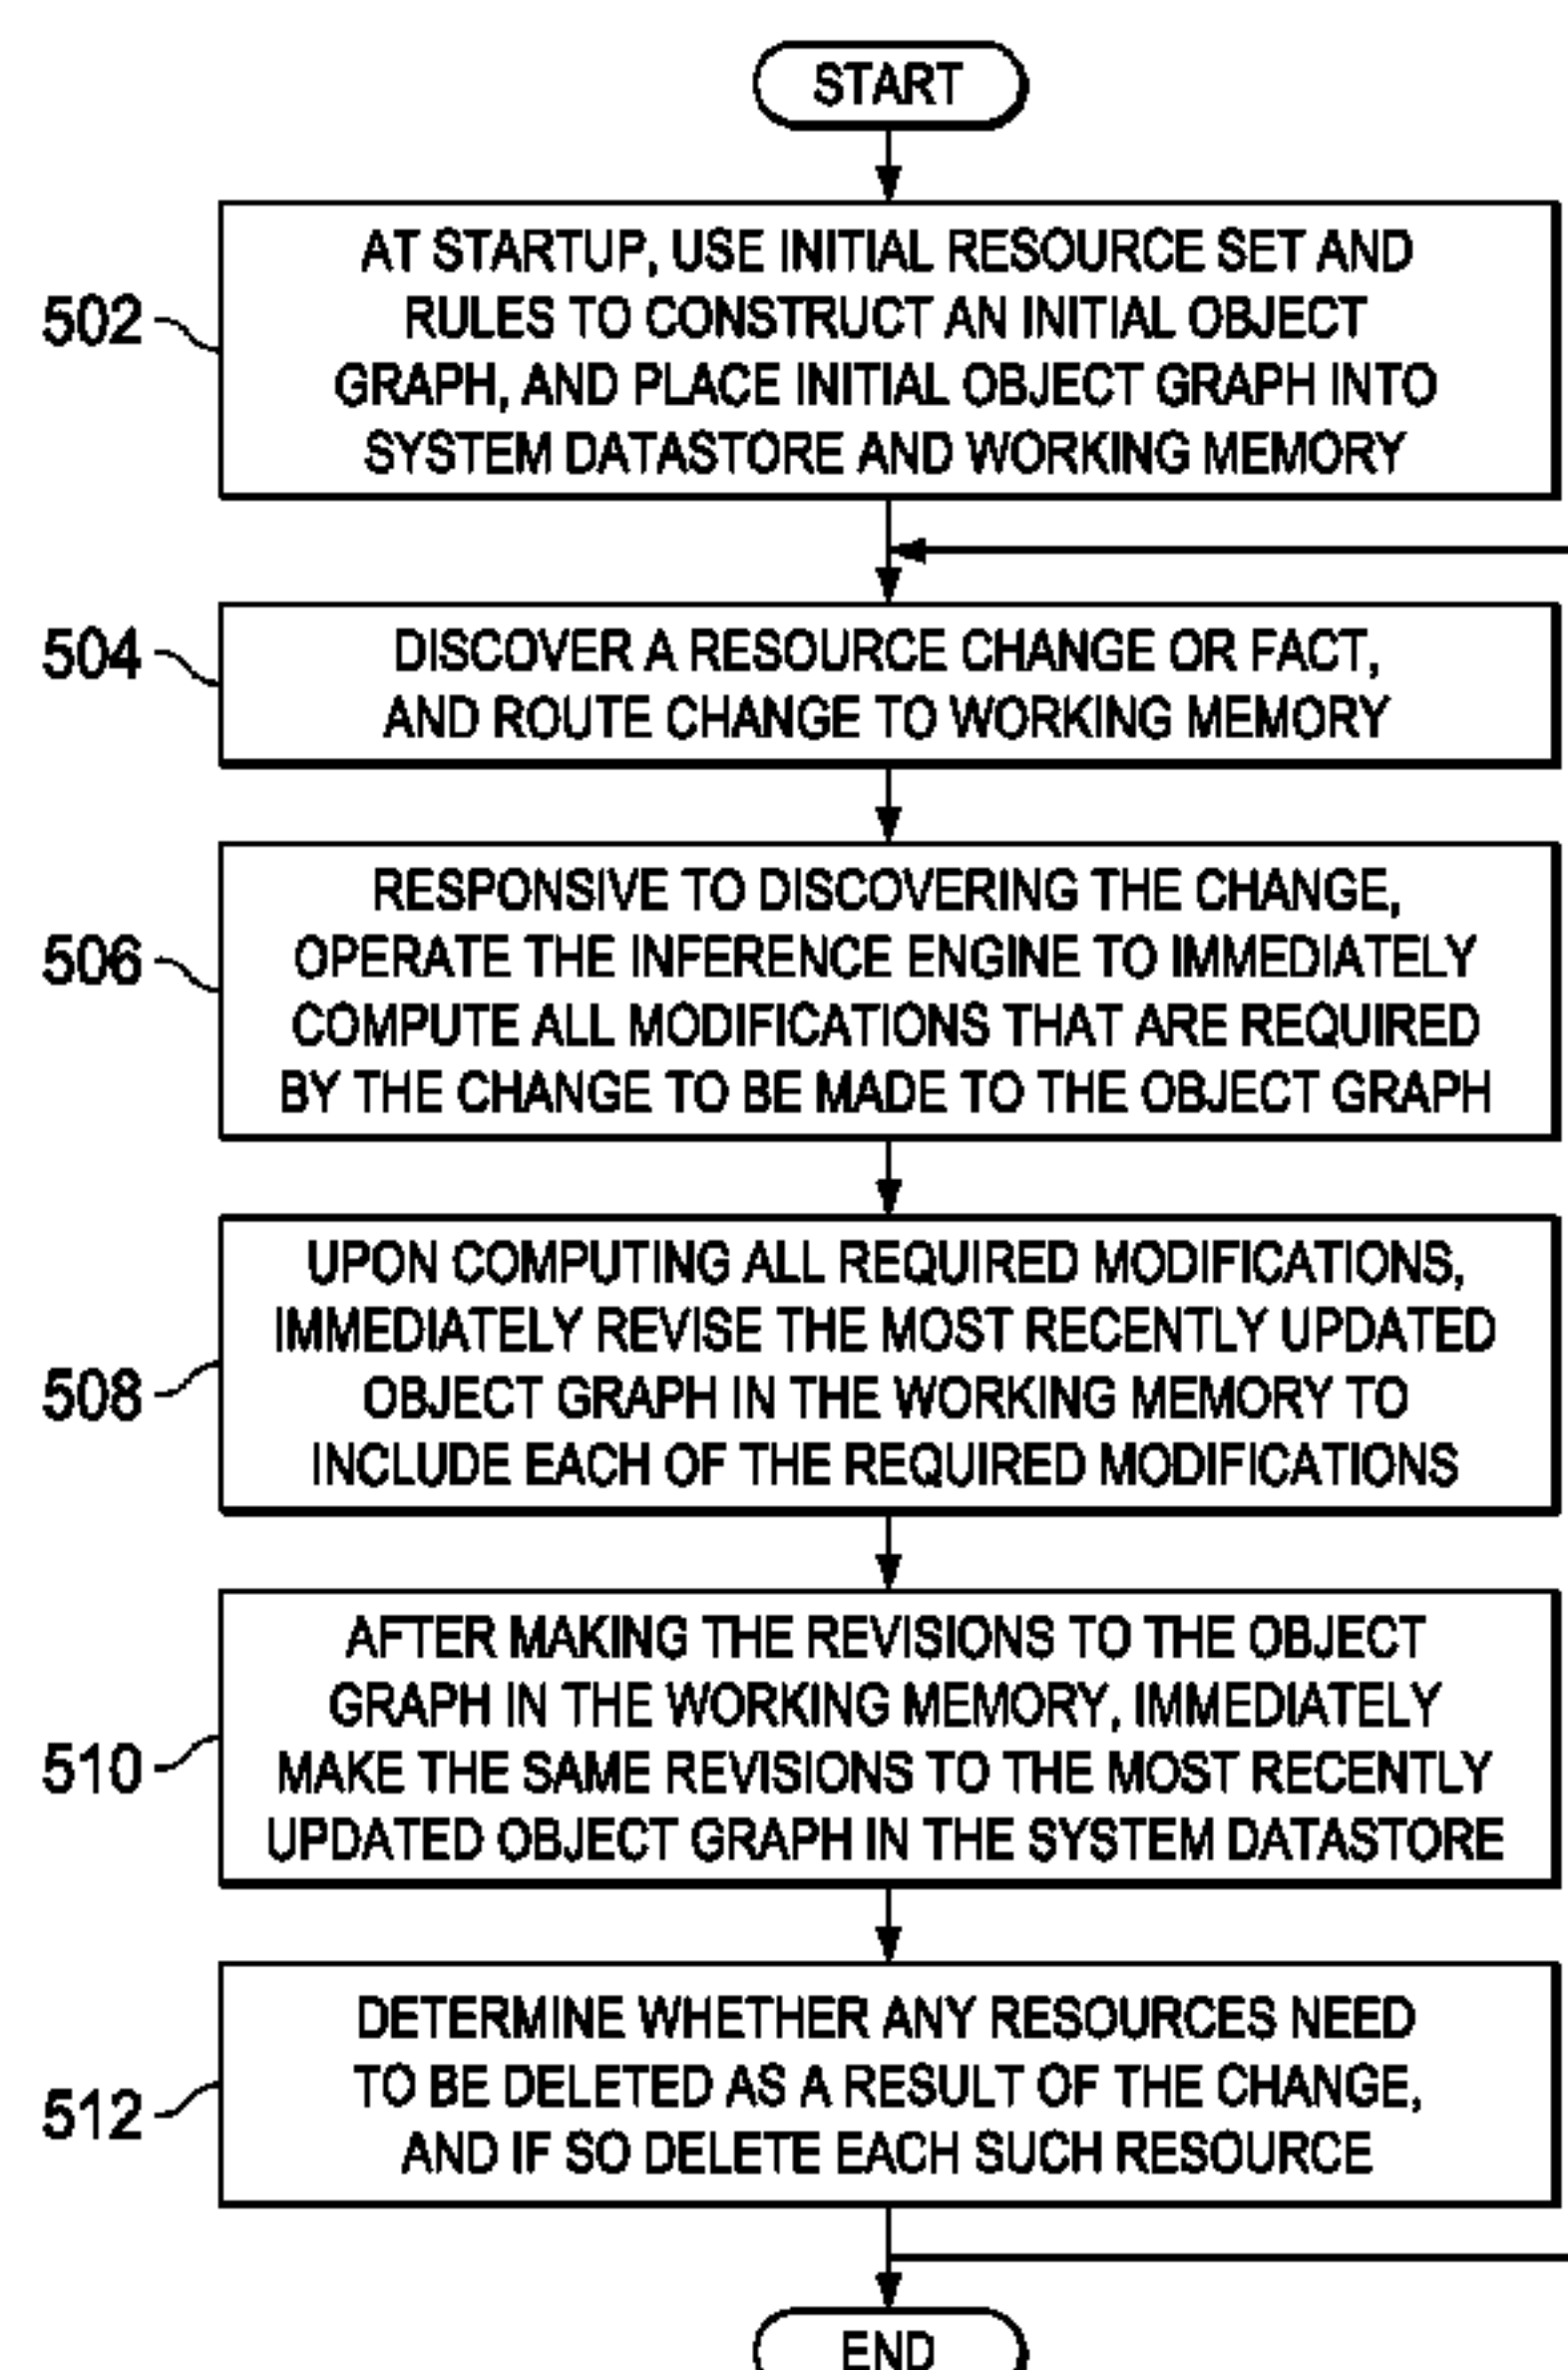 START
502
AT STARTUP, USE INITIAL RESOURCE SET AND
RULES TO CONSTRUCT AN INITIAL OBJECT
GRAPH, AND PLACE INITIAL OBJECT GRAPH INTO
SYSTEM DATASTORE AND WORKING MEMORY
504
DISCOVER A RESOURCE CHANGE OR FACT,
AND ROUTE CHANGE TO WORKING MEMORY
506
RESPONSIVE TO DISCOVERING THE CHANGE,
OPERATE THE INFERENCE ENGINE TO IMMEDIATELY
COMPUTE ALL MODIFICATIONS THAT ARE REQUIRED
BY THE CHANGE TO BE MADE TO THE OBJECT GRAPH
508
UPON COMPUTING ALL REQUIRED MODIFICATIONS,
IMMEDIATELY REVISE THE MOST RECENTLY UPDATED
OBJECT GRAPH IN THE WORKING MEMORY TO
INCLUDE EACH OF THE REQUIRED MODIFICATIONS
510
AFTER MAKING THE REVISIONS TO THE OBJECT
GRAPH IN THE WORKING MEMORY, IMMEDIATELY
MAKE THE SAME REVISIONS TO THE MOST RECENTLY
UPDATED OBJECT GRAPH IN THE SYSTEM DATASTORE
512
DETERMINE WHETHER ANY RESOURCES NEED
TO BE DELETED AS A RESULT OF THE CHANGE,
AND IF SO DELETE EACH SUCH RESOURCE
END